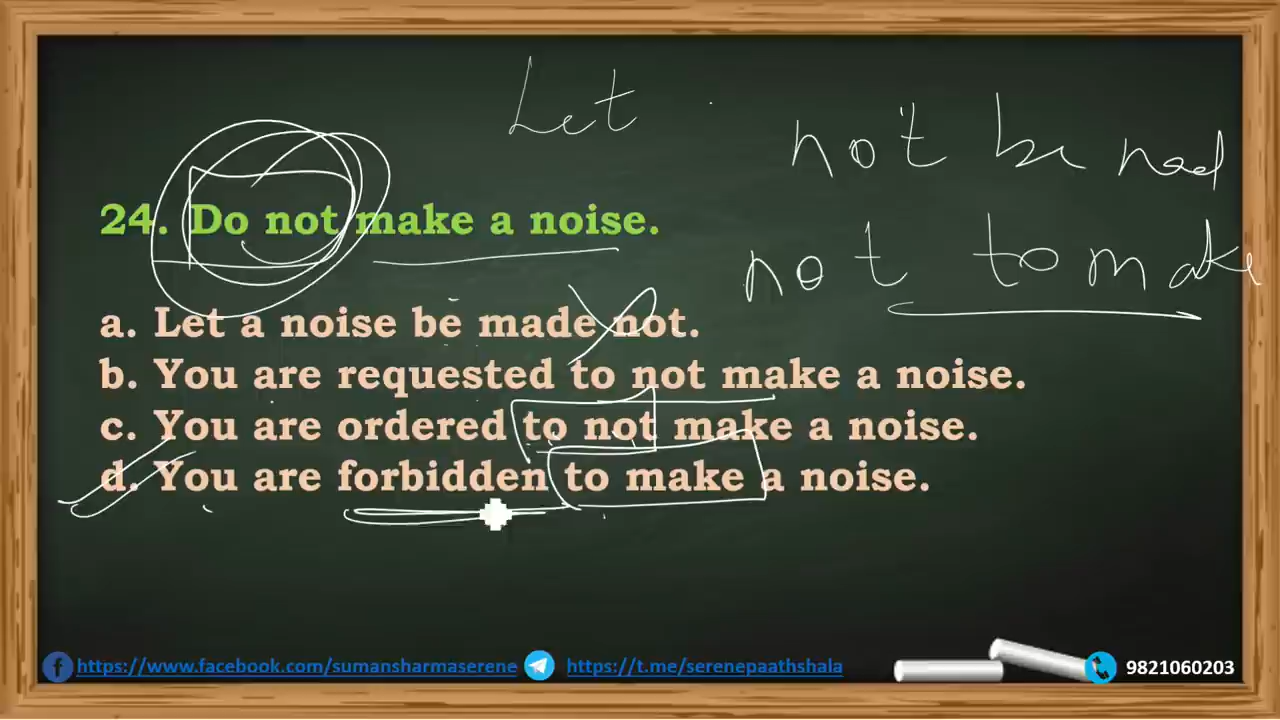 Let not be mad
24. Do not make a noise.
not to make
a. Let a noise be made not.
b. You are requested to not make a noise.
c. You are ordered to not make a noise.
d. You are forbidden to make a noise.
https://www.facebook.com/sumansharmaserene https://t.me/serenepaathshala 9821060203